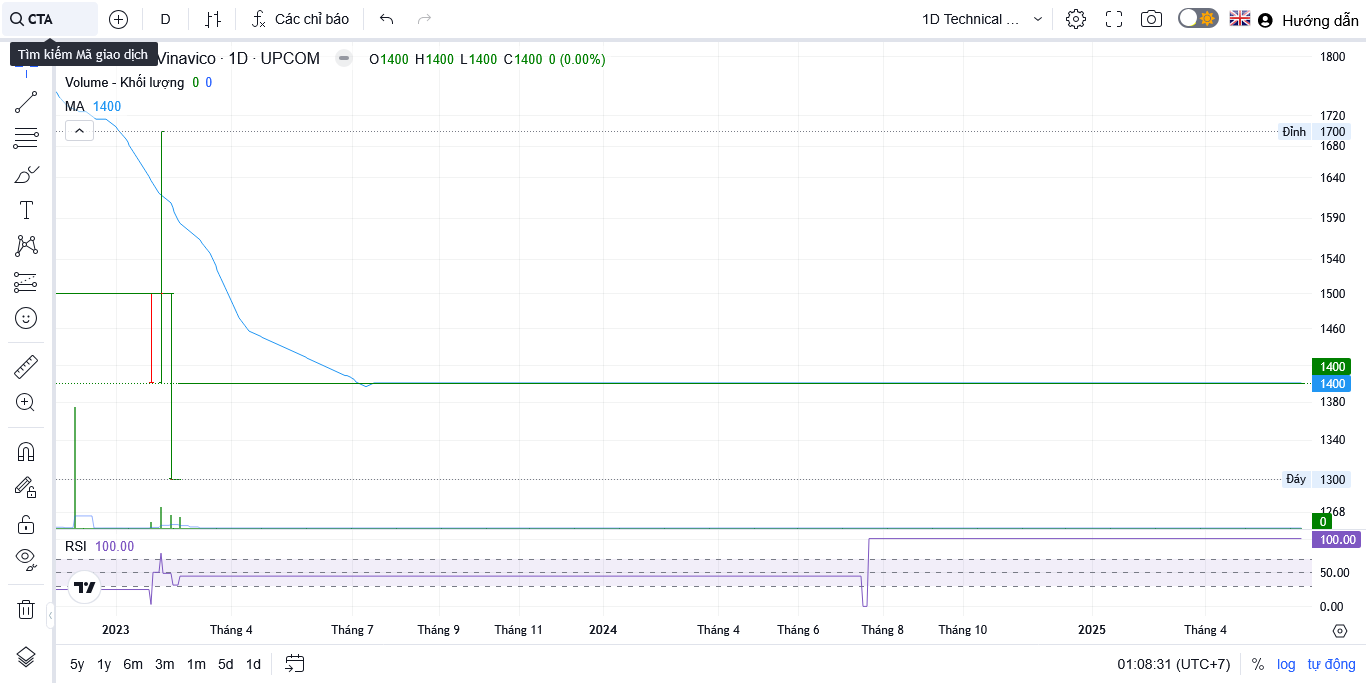 CTA
D
Các chỉ báo
1D Technical ...
Hướng dẫn
Tìm kiếm Mã giao dịch
Vinavico · 1D · UPCOM
O1400 H1400 L1400 C1400 0 (0.00%)
Volume - Khối lượng 0 0
MA 1400
1800
1720
Đỉnh 1700
1680
1640
1590
1540
1500
1460
1400
1400
1380
1340
Đáy 1300
1268
0
RSI 100.00
100.00
50.00
0.00
2023 Tháng 4 Tháng 7 Tháng 9 Tháng 11 2024 Tháng 4 Tháng 6 Tháng 8 Tháng 10 2025 Tháng 4
5y 1y 6m 3m 1m 5d 1d
01:08:31 (UTC+7) % log tự động